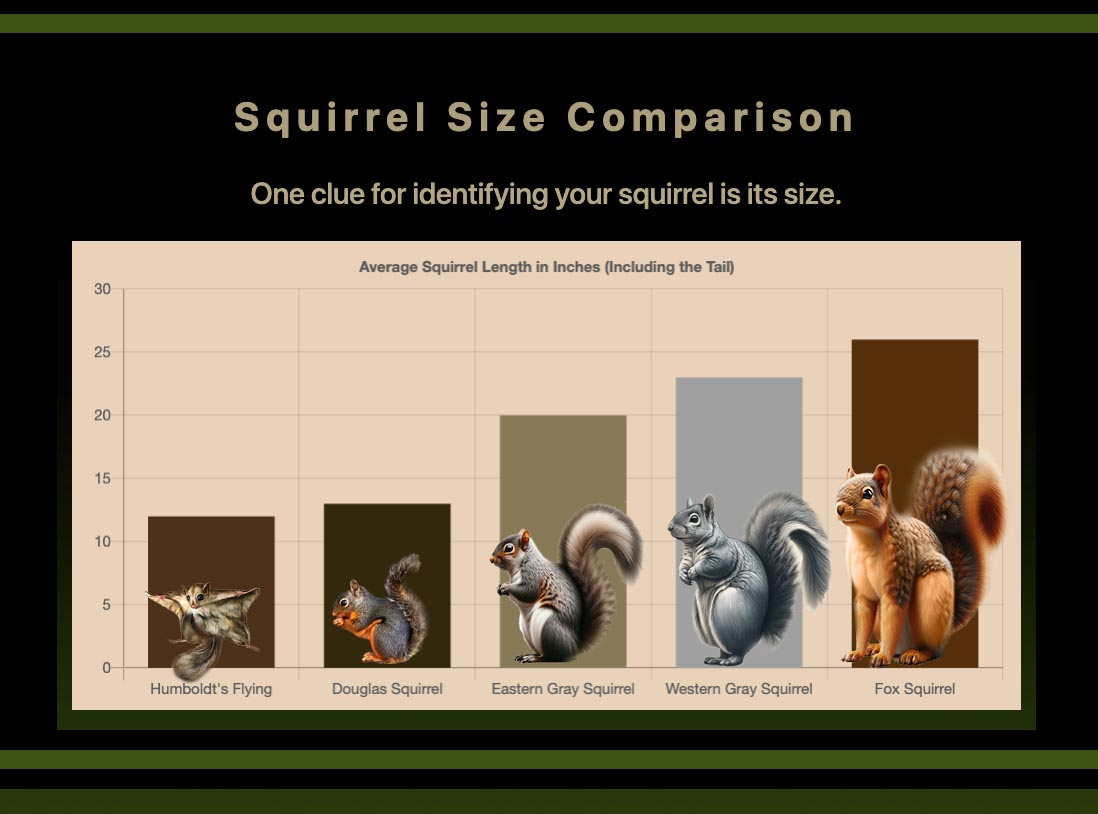 Squirrel Size Comparison
One clue for identifying your squirrel is its size.
Average Squirrel Length in Inches (Including the Tail)
30
25
20
15
10
5
0
Humboldt's Flying
Douglas Squirrel
Eastern Gray Squirrel
Western Gray Squirrel
Fox Squirrel